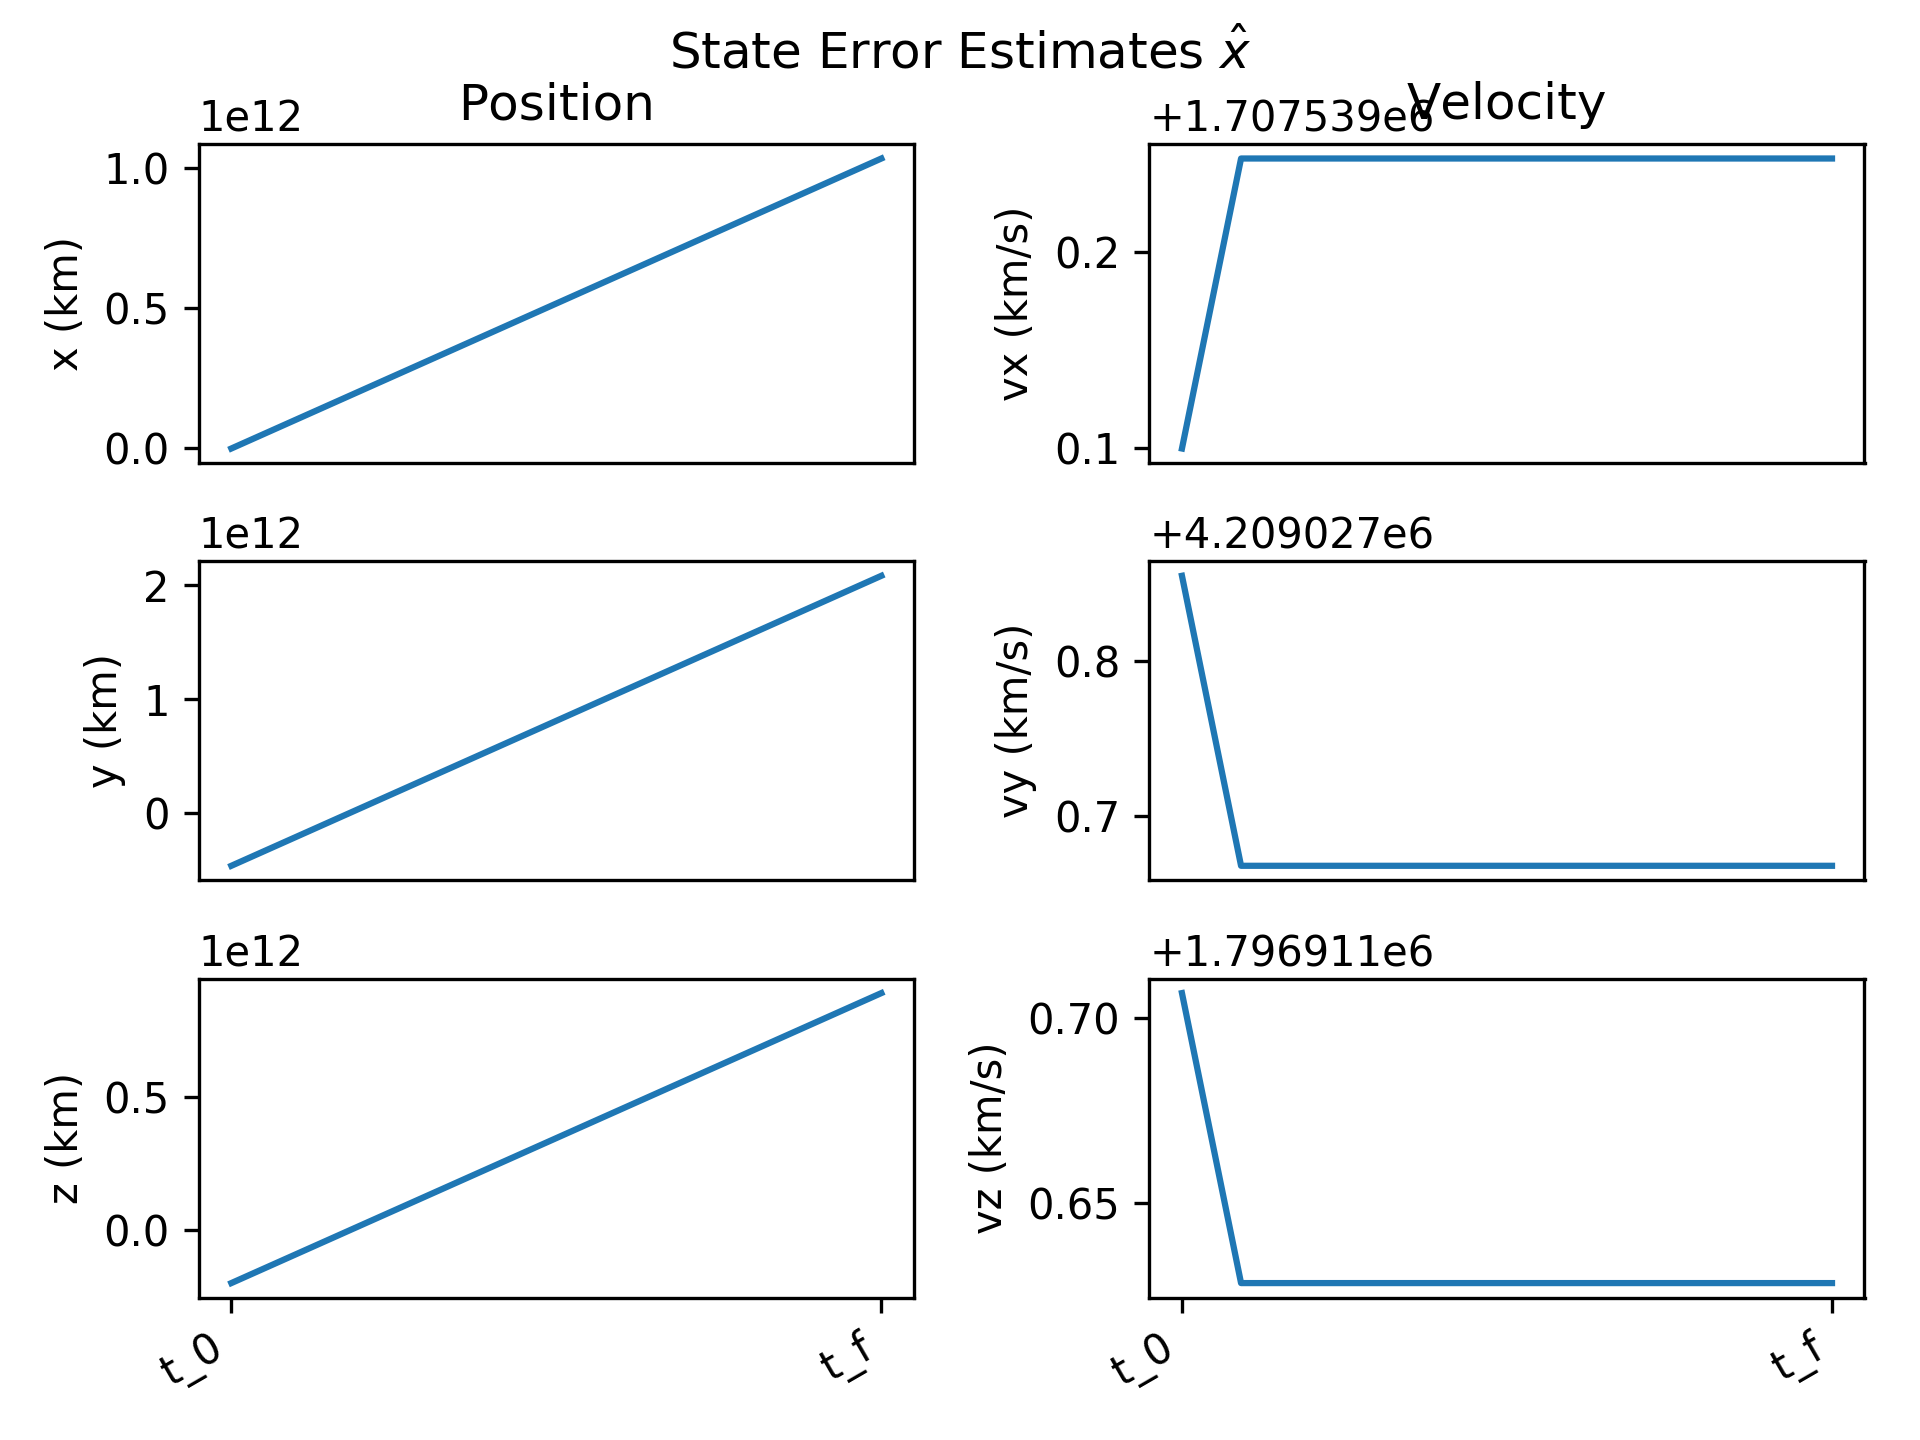 State Error Estimates x̂
Position
Velocity
1e12
1.0
0.5
0.0
x (km)
+1.707539e6
0.2
0.1
vx (km/s)
1e12
2
1
0
y (km)
+4.209027e6
0.8
0.7
vy (km/s)
1e12
0.5
0.0
z (km)
t_0
t_f
+1.796911e6
0.70
0.65
vz (km/s)
t_0
t_f